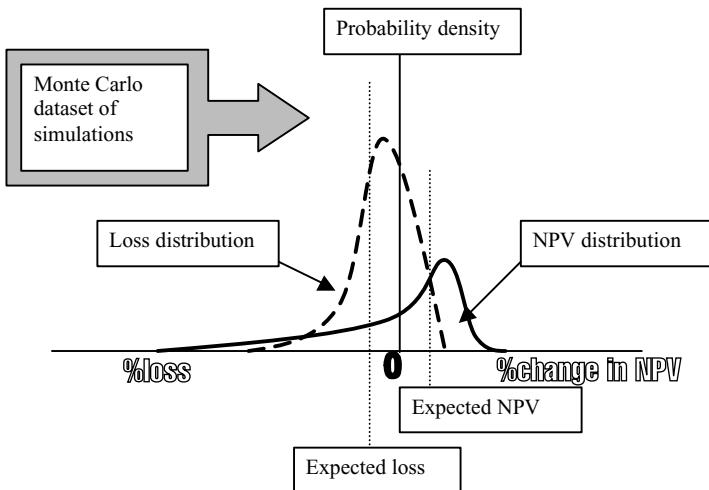 Probability density
Monte Carlo
dataset of
simulations
Loss distribution
NPV distribution
%loss
0
%change in NPV
Expected NPV
Expected loss